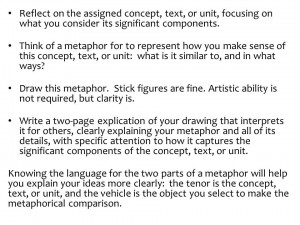 • Reflect on the assigned concept, text, or unit, focusing on
what you consider its significant components.
• Think of a metaphor for to represent how you make sense of
this concept, text, or unit: what is it similar to, and in what
ways?
• Draw this metaphor. Stick figures are fine. Artistic ability is
not required, but clarity is.
• Write a two-page explication of your drawing that interprets
it for others, clearly explaining your metaphor and all of its
details, with specific attention to how it captures the
significant components of the concept, text, or unit.
Knowing the language for the two parts of a metaphor will help
you explain your ideas more clearly: the tenor is the concept,
text, or unit, and the vehicle is the object you select to make the
metaphorical comparison.